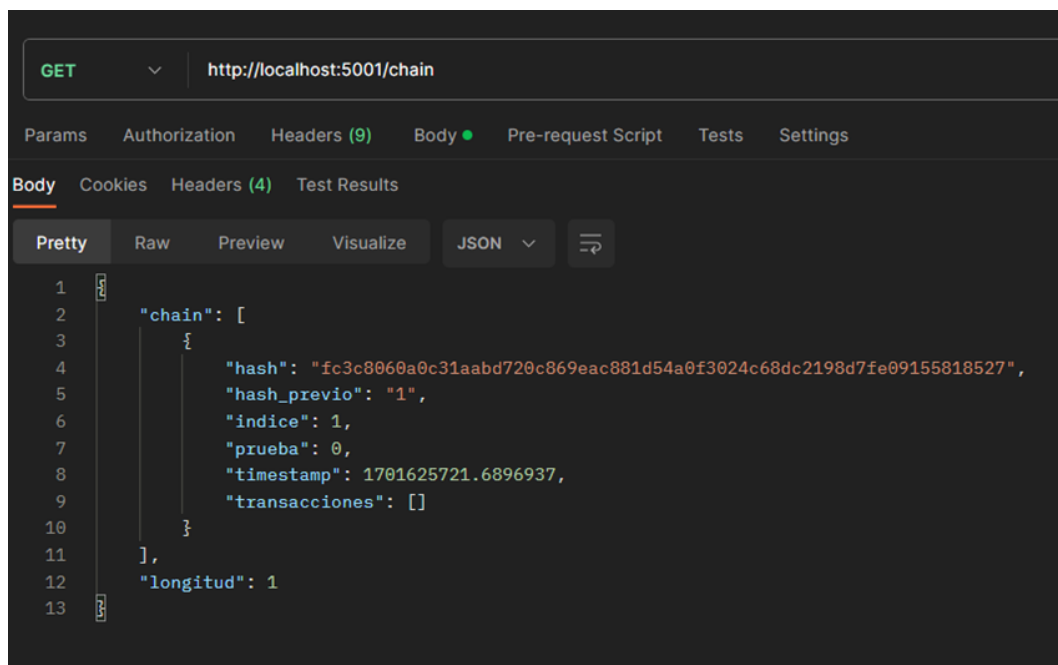 GET http://localhost:5001/chain
Params Authorization Headers (9) Body Pre-request Script Tests Settings
Body Cookies Headers (4) Test Results
Pretty Raw Preview Visualize JSON
1 {
2 "chain": [
3 {
4 "hash": "fc3c8060a0c31aabd720c869eac881d54a0f3024c68dc2198d7fe09155818527",
5 "hash_previo": "1",
6 "indice": 1,
7 "prueba": 0,
8 "timestamp": 1701625721.6896937,
9 "transacciones": []
10 }
11 ],
12 "longitud": 1
13 }